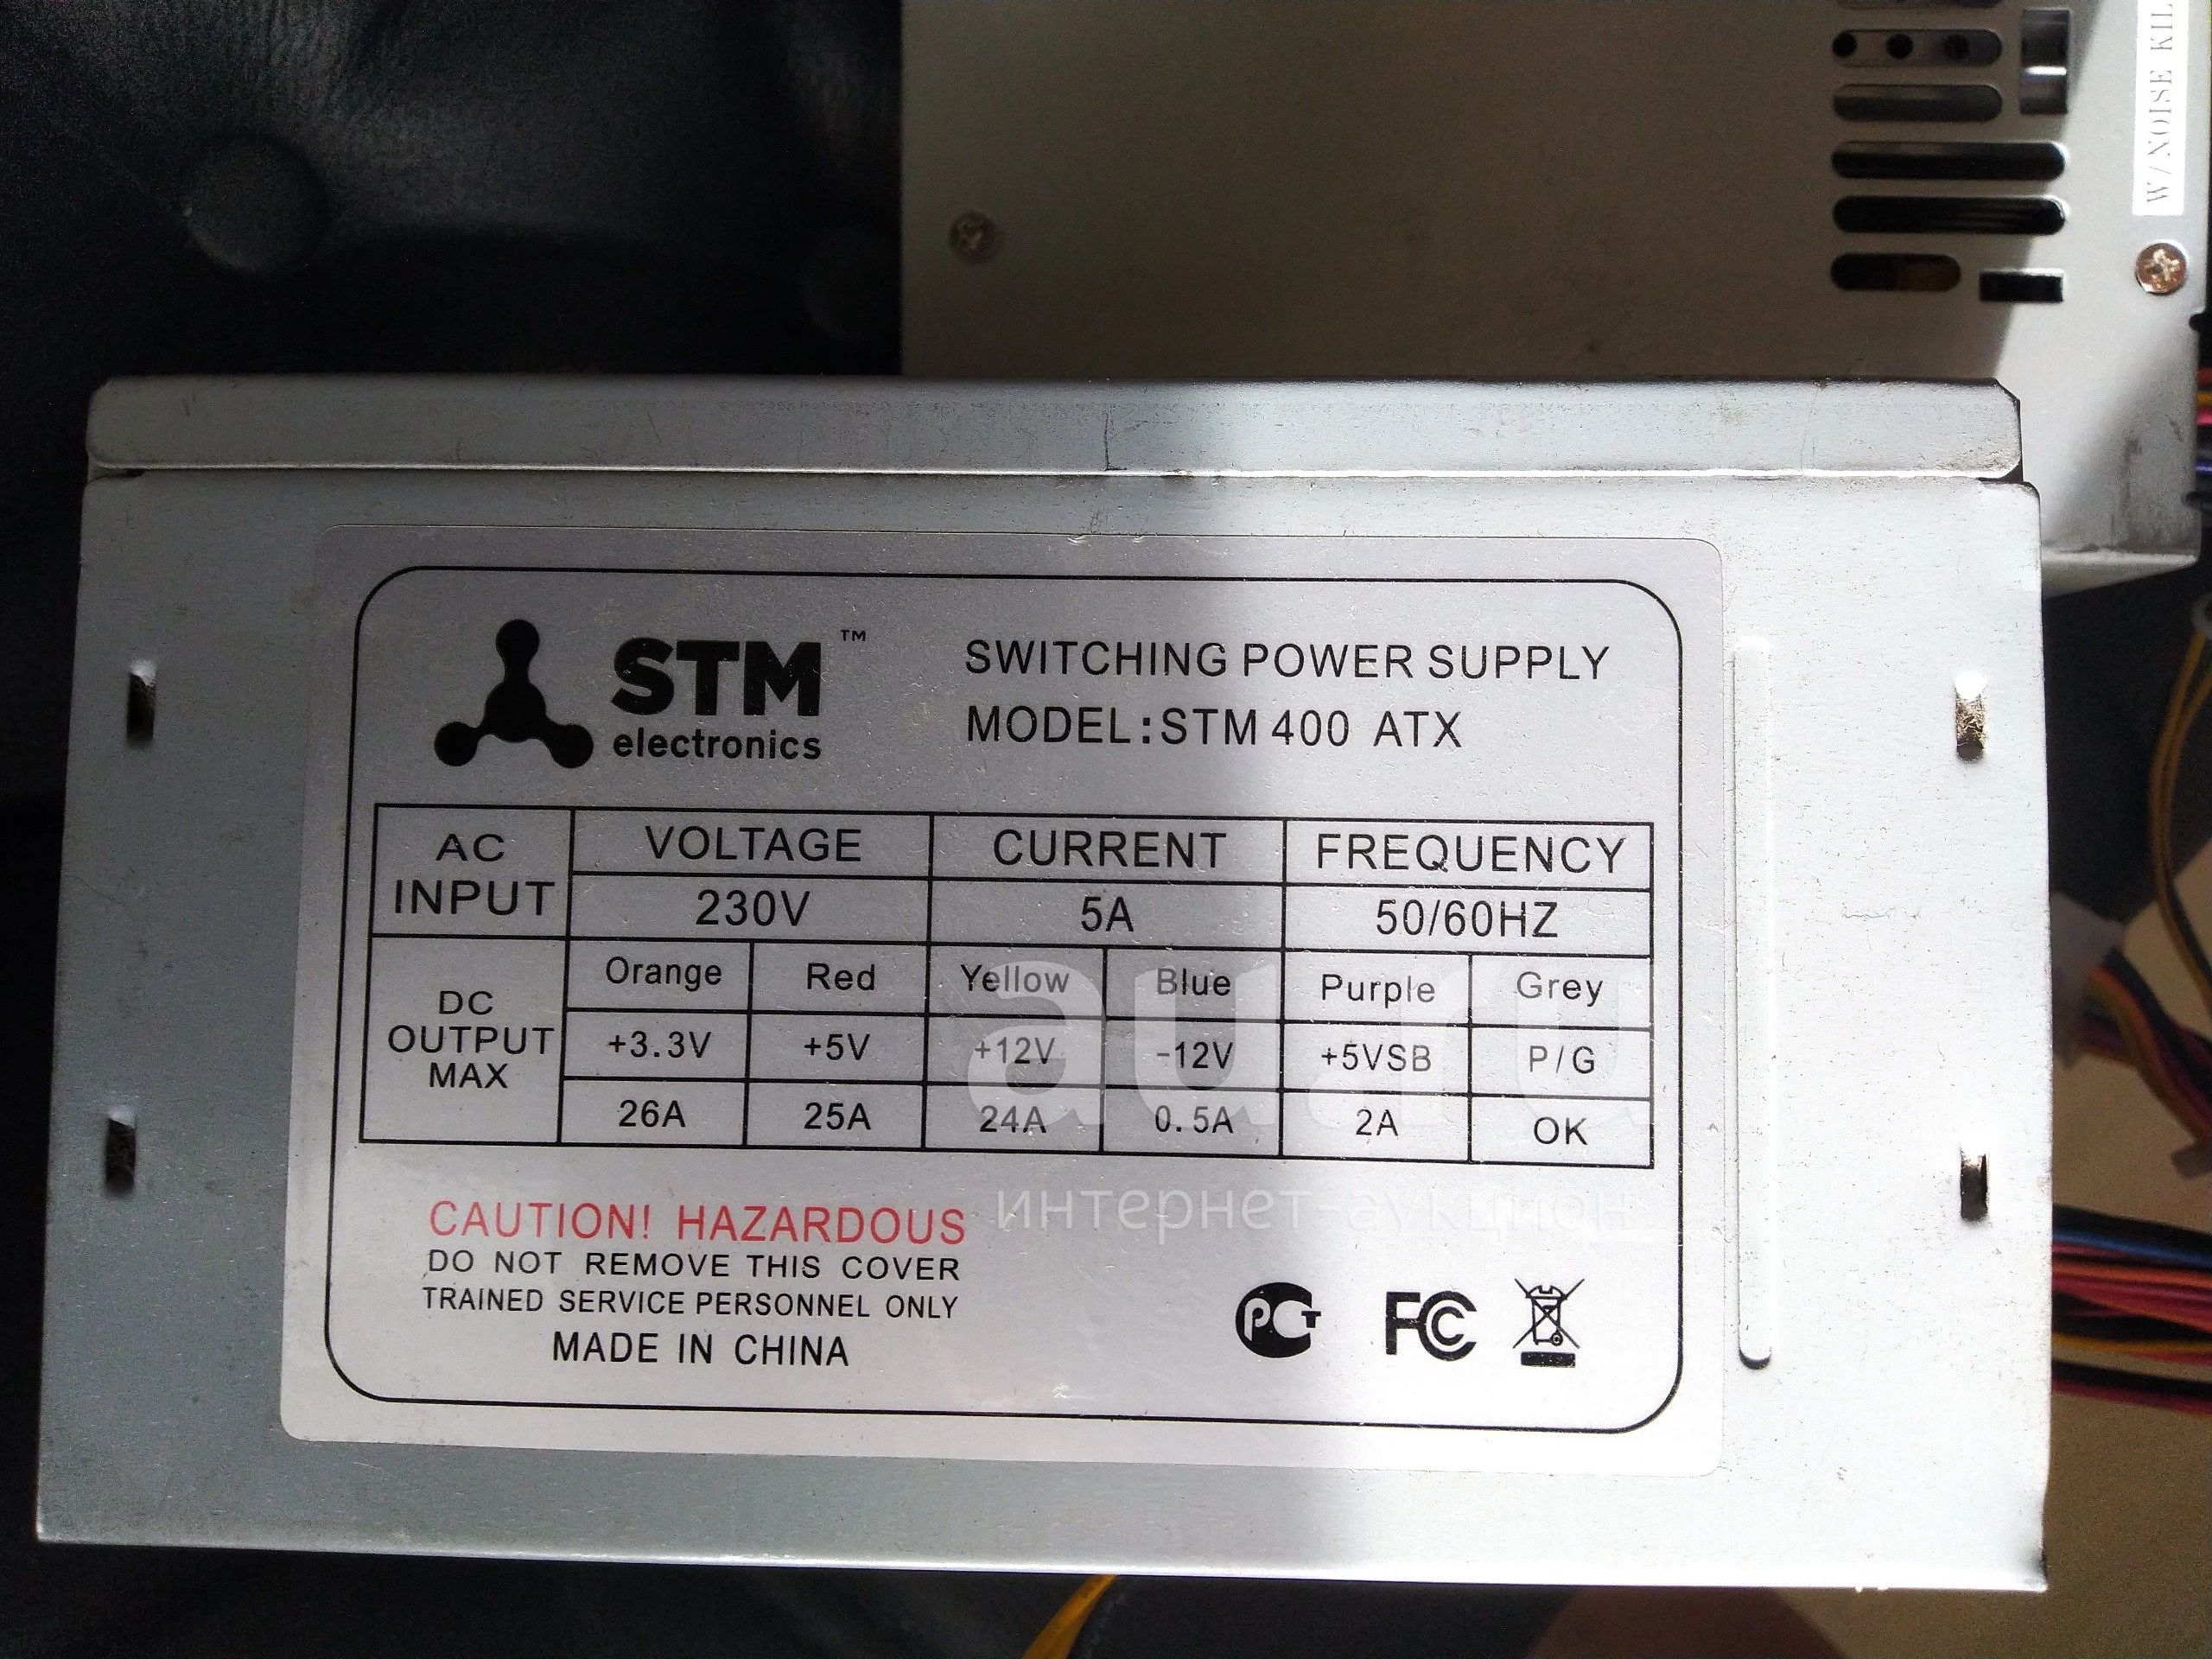 W/NOISE KIL
STM™
electronics
SWITCHING POWER SUPPLY
MODEL:STM 400 ATX
AC INPUT VOLTAGE CURRENT FREQUENCY
230V 5A 50/60HZ
DC OUTPUT MAX Orange Red Yellow Blue Purple Grey
+3.3V +5V +12V -12V +5VSB P/G
26A 25A 24A 0.5A 2A OK
au.ru
интернет-аукцион
CAUTION! HAZARDOUS
DO NOT REMOVE THIS COVER
TRAINED SERVICE PERSONNEL ONLY
MADE IN CHINA
РСТ FC